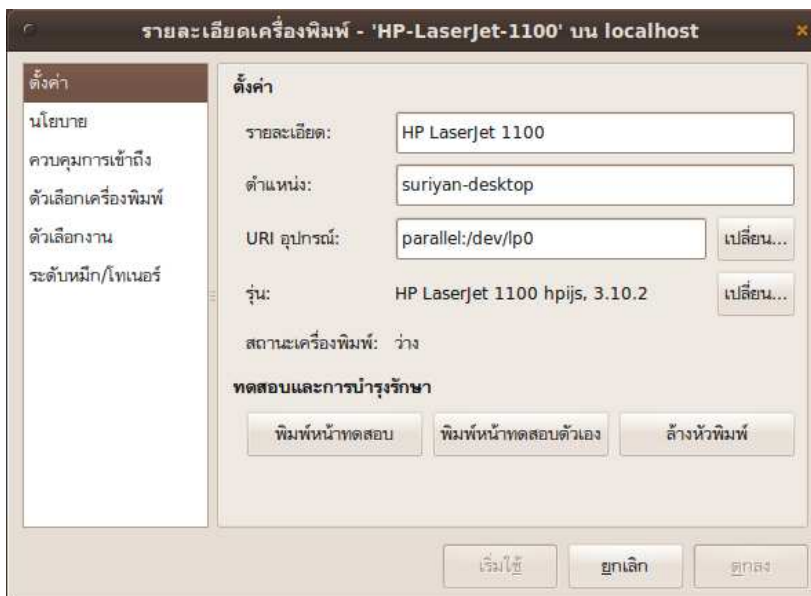 รายละเอียดเครื่องพิมพ์ - 'HP-LaserJet-1100' บน localhost
ตั้งค่า
นโยบาย
ควบคุมการเข้าถึง
ตัวเลือกเครื่องพิมพ์
ตัวเลือกงาน
ระดับหมึก/โทเนอร์
ตั้งค่า
รายละเอียด: HP LaserJet 1100
ตำแหน่ง: suriyan-desktop
URI อุปกรณ์: parallel:/dev/lp0 เปลี่ยน...
รุ่น: HP LaserJet 1100 hpijs, 3.10.2 เปลี่ยน...
สถานะเครื่องพิมพ์: ว่าง
ทดสอบและการบำรุงรักษา
พิมพ์หน้าทดสอบ พิมพ์หน้าทดสอบตัวเอง ล้างหัวพิมพ์
เริ่มใช้ ยกเลิก ตกลง